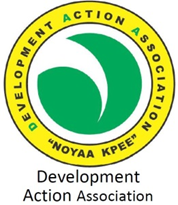 DEVELOPMENT ACTION ASSOCIATION
"NOYAA KPEE"
Development
Action Association